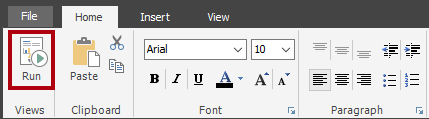 File Home Insert View
Arial 10
Run Paste B I U A A A
Views Clipboard Font Paragraph